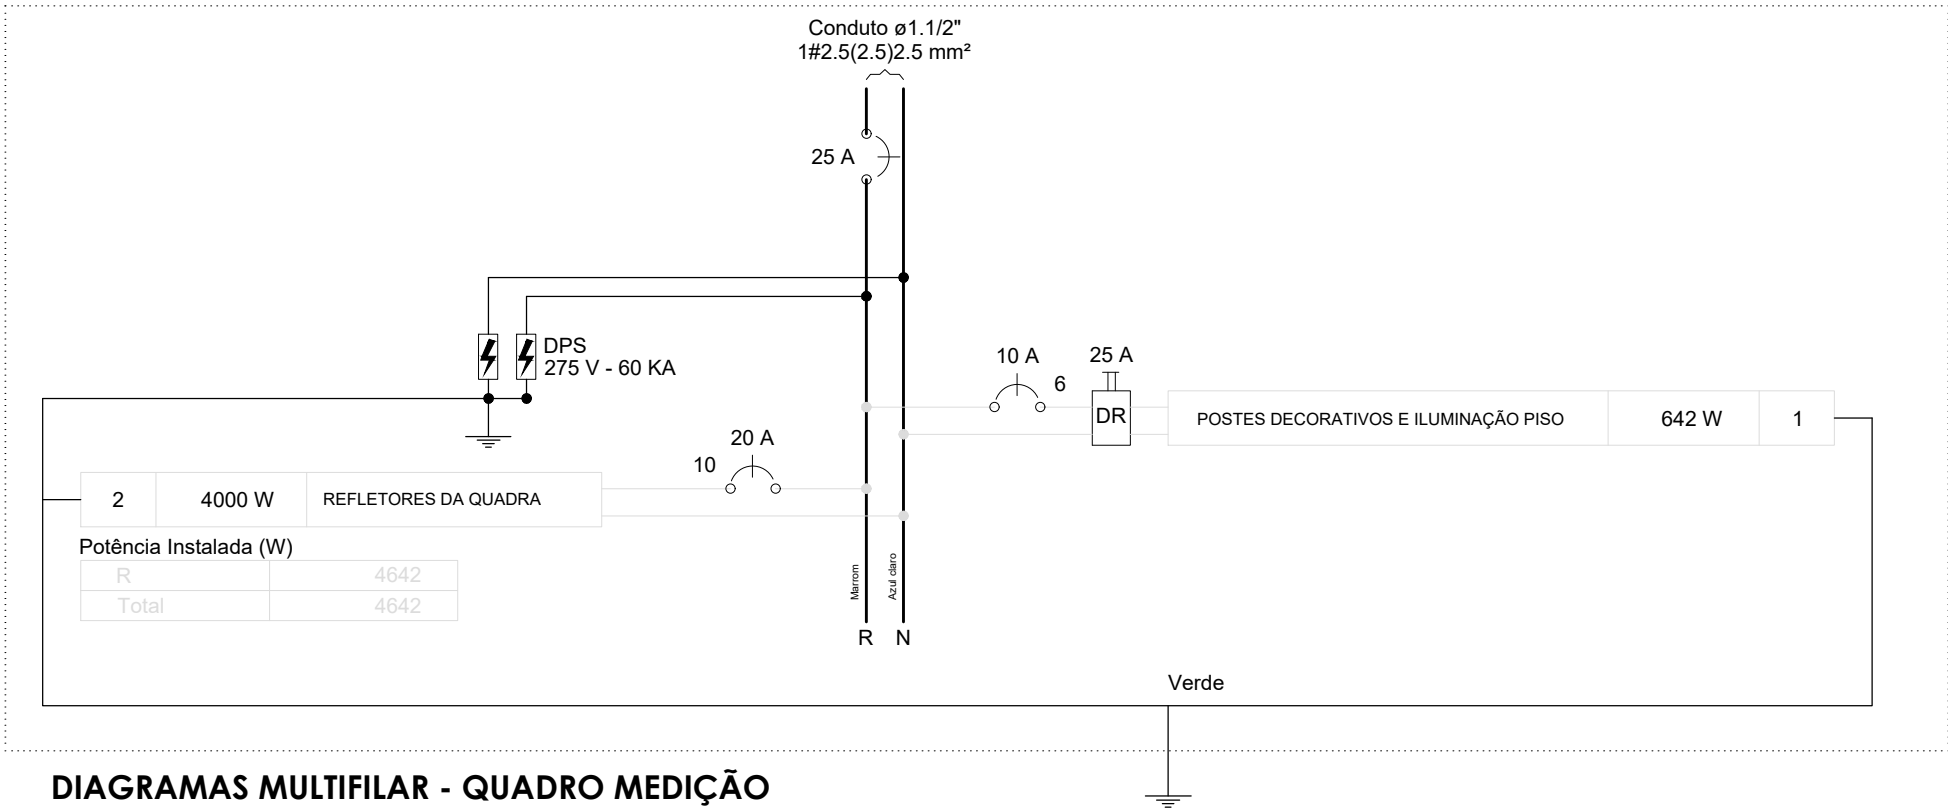 Conduto ø1.1/2"
1#2.5(2.5)2.5 mm²
25 A
DPS
275 V - 60 KA
10 A
25 A
6
DR
POSTES DECORATIVOS E ILUMINAÇÃO PISO
642 W
1
20 A
10
2
4000 W
REFLETORES DA QUADRA
Potência Instalada (W)
R 4642
Total 4642
Marrom
Azul claro
R
N
Verde
DIAGRAMAS MULTIFILAR - QUADRO MEDIÇÃO